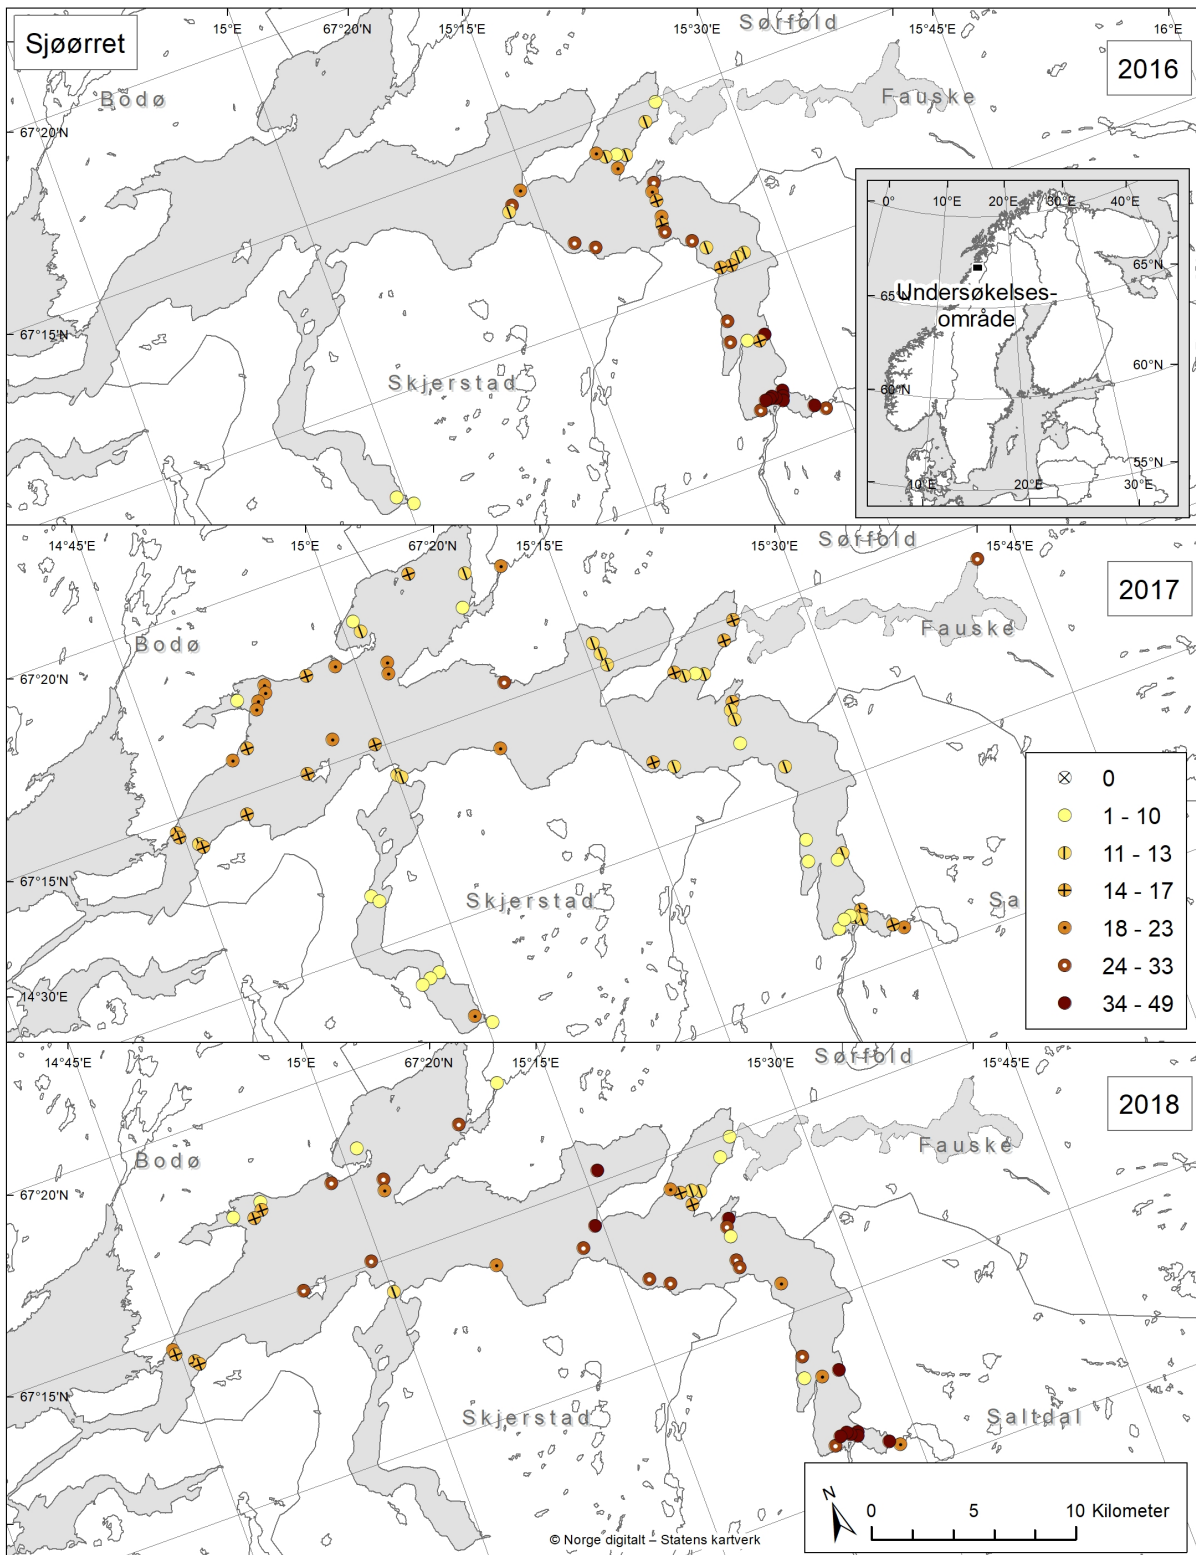 15°E
67°20'N
15°15'E
15°30'E
Sørfold
15°45'E
16°E
Sjøørret
2016
Bodø
Fauske
67°20'N
0°
10°E
20°E
30°E
40°E
65°N
65°N
Undersøkelses-
område
67°15'N
60°N
60°N
Skjerstad
55°N
10°E
20°E
30°E
14°45'E
15°E
67°20'N
15°15'E
15°30'E
Sørfold
15°45'E
2017
Bodø
Fauske
67°20'N
0
1 - 10
11 - 13
14 - 17
18 - 23
24 - 33
34 - 49
67°15'N
Skjerstad
Sa
14°30'E
14°45'E
15°E
67°20'N
15°15'E
15°30'E
Sørfold
15°45'E
2018
Bodø
Fauske
67°20'N
67°15'N
Skjerstad
Saltdal
N
0 5 10 Kilometer
© Norge digitalt – Statens kartverk